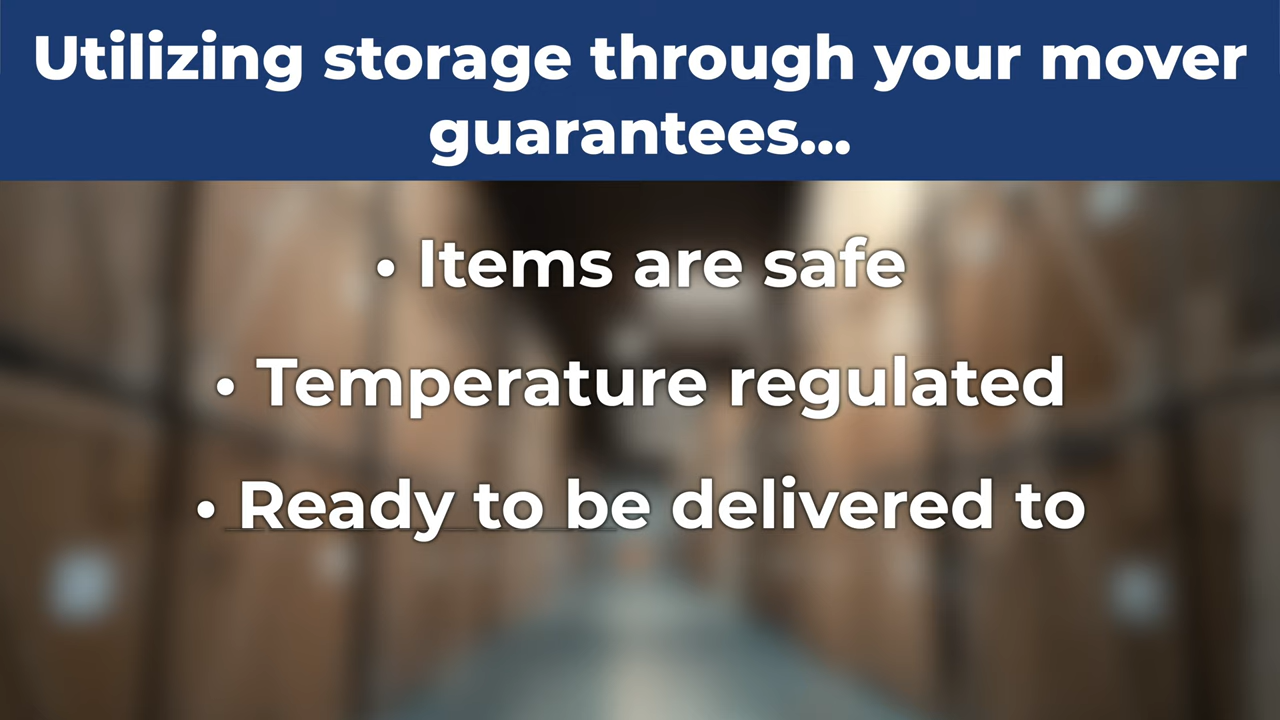 Utilizing storage through your mover
guarantees...
• Items are safe
• Temperature regulated
• Ready to be delivered to